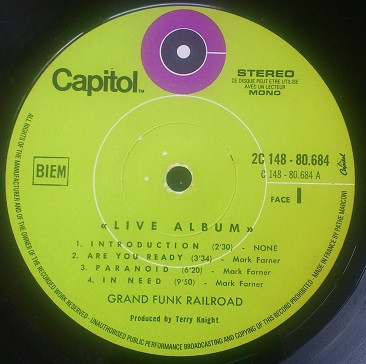 Capitol™
STEREO
CE DISQUE PEUT ETRE UTILISE
AVEC UN LECTEUR
MONO
BIEM
2C 148 - 80.684
C 148 - 80.684 A
Capitol
FACE 1
«LIVE ALBUM»
1. INTRODUCTION (2'30) - NONE
2. ARE YOU READY (3'34) - Mark Farner
3. PARANOID (6'20) - Mark Farner
4. IN NEED (9'50) - Mark Farner
GRAND FUNK RAILROAD
Produced by Terry Knight
ALL RIGHTS OF THE MANUFACTURER AND OF THE OWNER OF THE RECORDED WORK RESERVED - UNAUTHORISED PUBLIC PERFORMANCE BROADCASTING AND COPYING OF THIS RECORD PROHIBITED. MADE IN FRANCE BY PATHE MARCONI